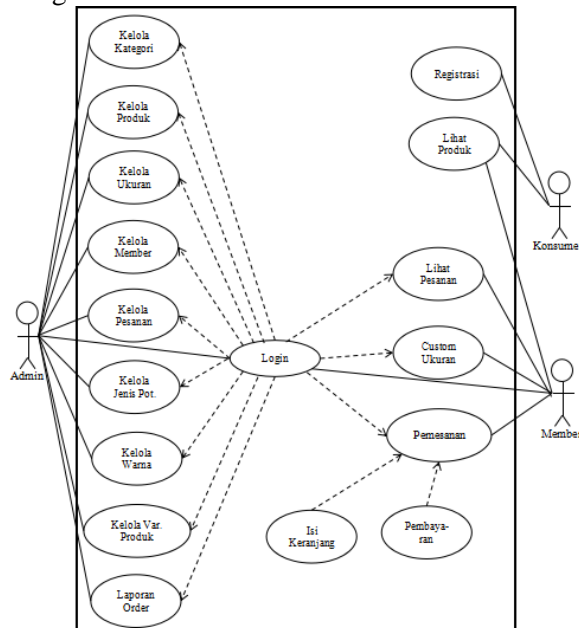 Kelola
Kategori
Kelola
Produk
Kelola
Ukuran
Kelola
Member
Kelola
Pesanan
Kelola
Jenis Pot.
Kelola
Warna
Kelola Var.
Produk
Laporan
Order
Admin
Login
Registrasi
Lihat
Produk
Konsume
Lihat
Pesanan
Custom
Ukuran
Pemesanan
Member
Isi
Keranjang
Pembaya-
ran